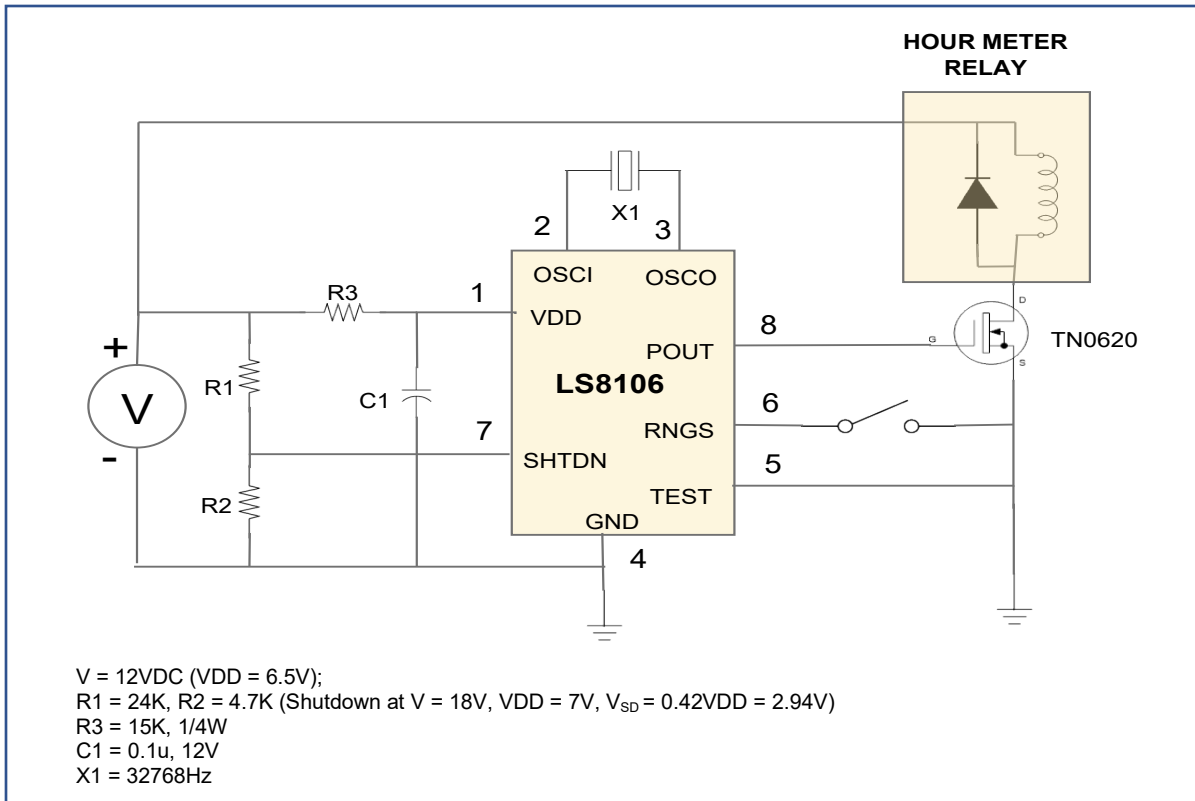 HOUR METER
RELAY
X1
2
3
OSCI
OSCO
R3
1
VDD
8
D
G
S
TN0620
POUT
+
V
-
R1
C1
LS8106
6
RNGS
7
SHTDN
5
R2
TEST
GND
4
V = 12VDC (VDD = 6.5V);
R1 = 24K, R2 = 4.7K (Shutdown at V = 18V, VDD = 7V, VSD = 0.42VDD = 2.94V)
R3 = 15K, 1/4W
C1 = 0.1u, 12V
X1 = 32768Hz